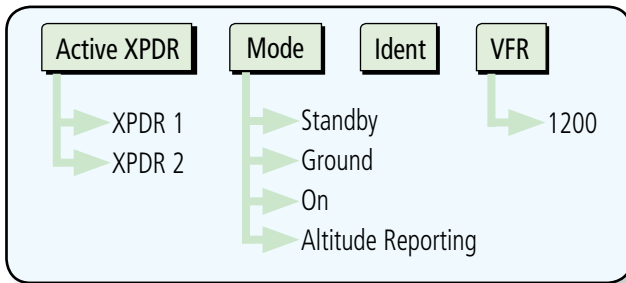 Active XPDR
Mode
Ident
VFR
XPDR 1
XPDR 2
Standby
Ground
On
Altitude Reporting
1200